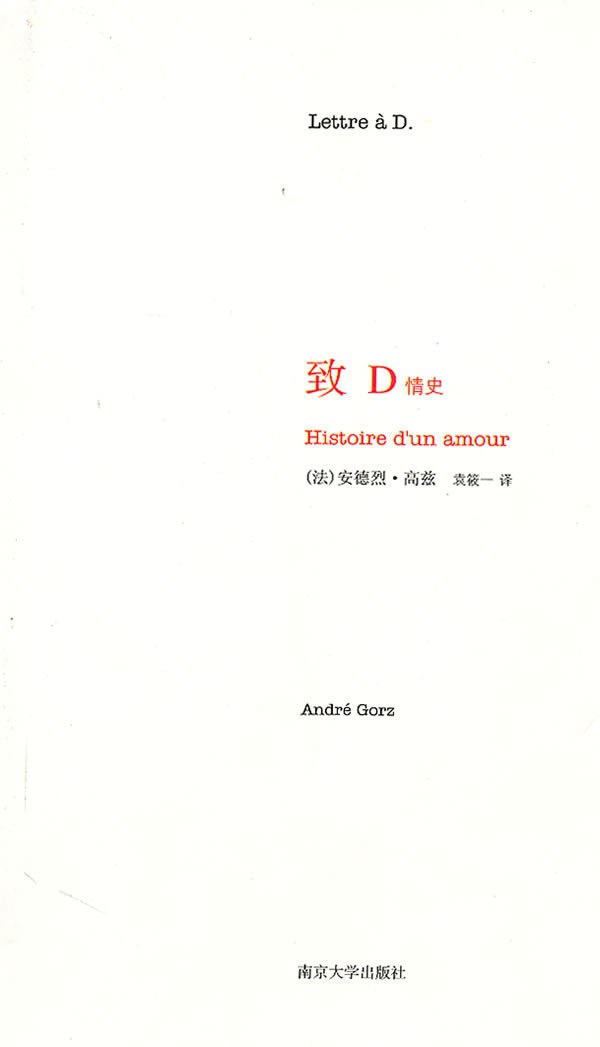 Lettre à D.
致 D 情史
Histoire d'un amour
(法)安德烈·高兹 袁筱一 译
André Gorz
南京大学出版社